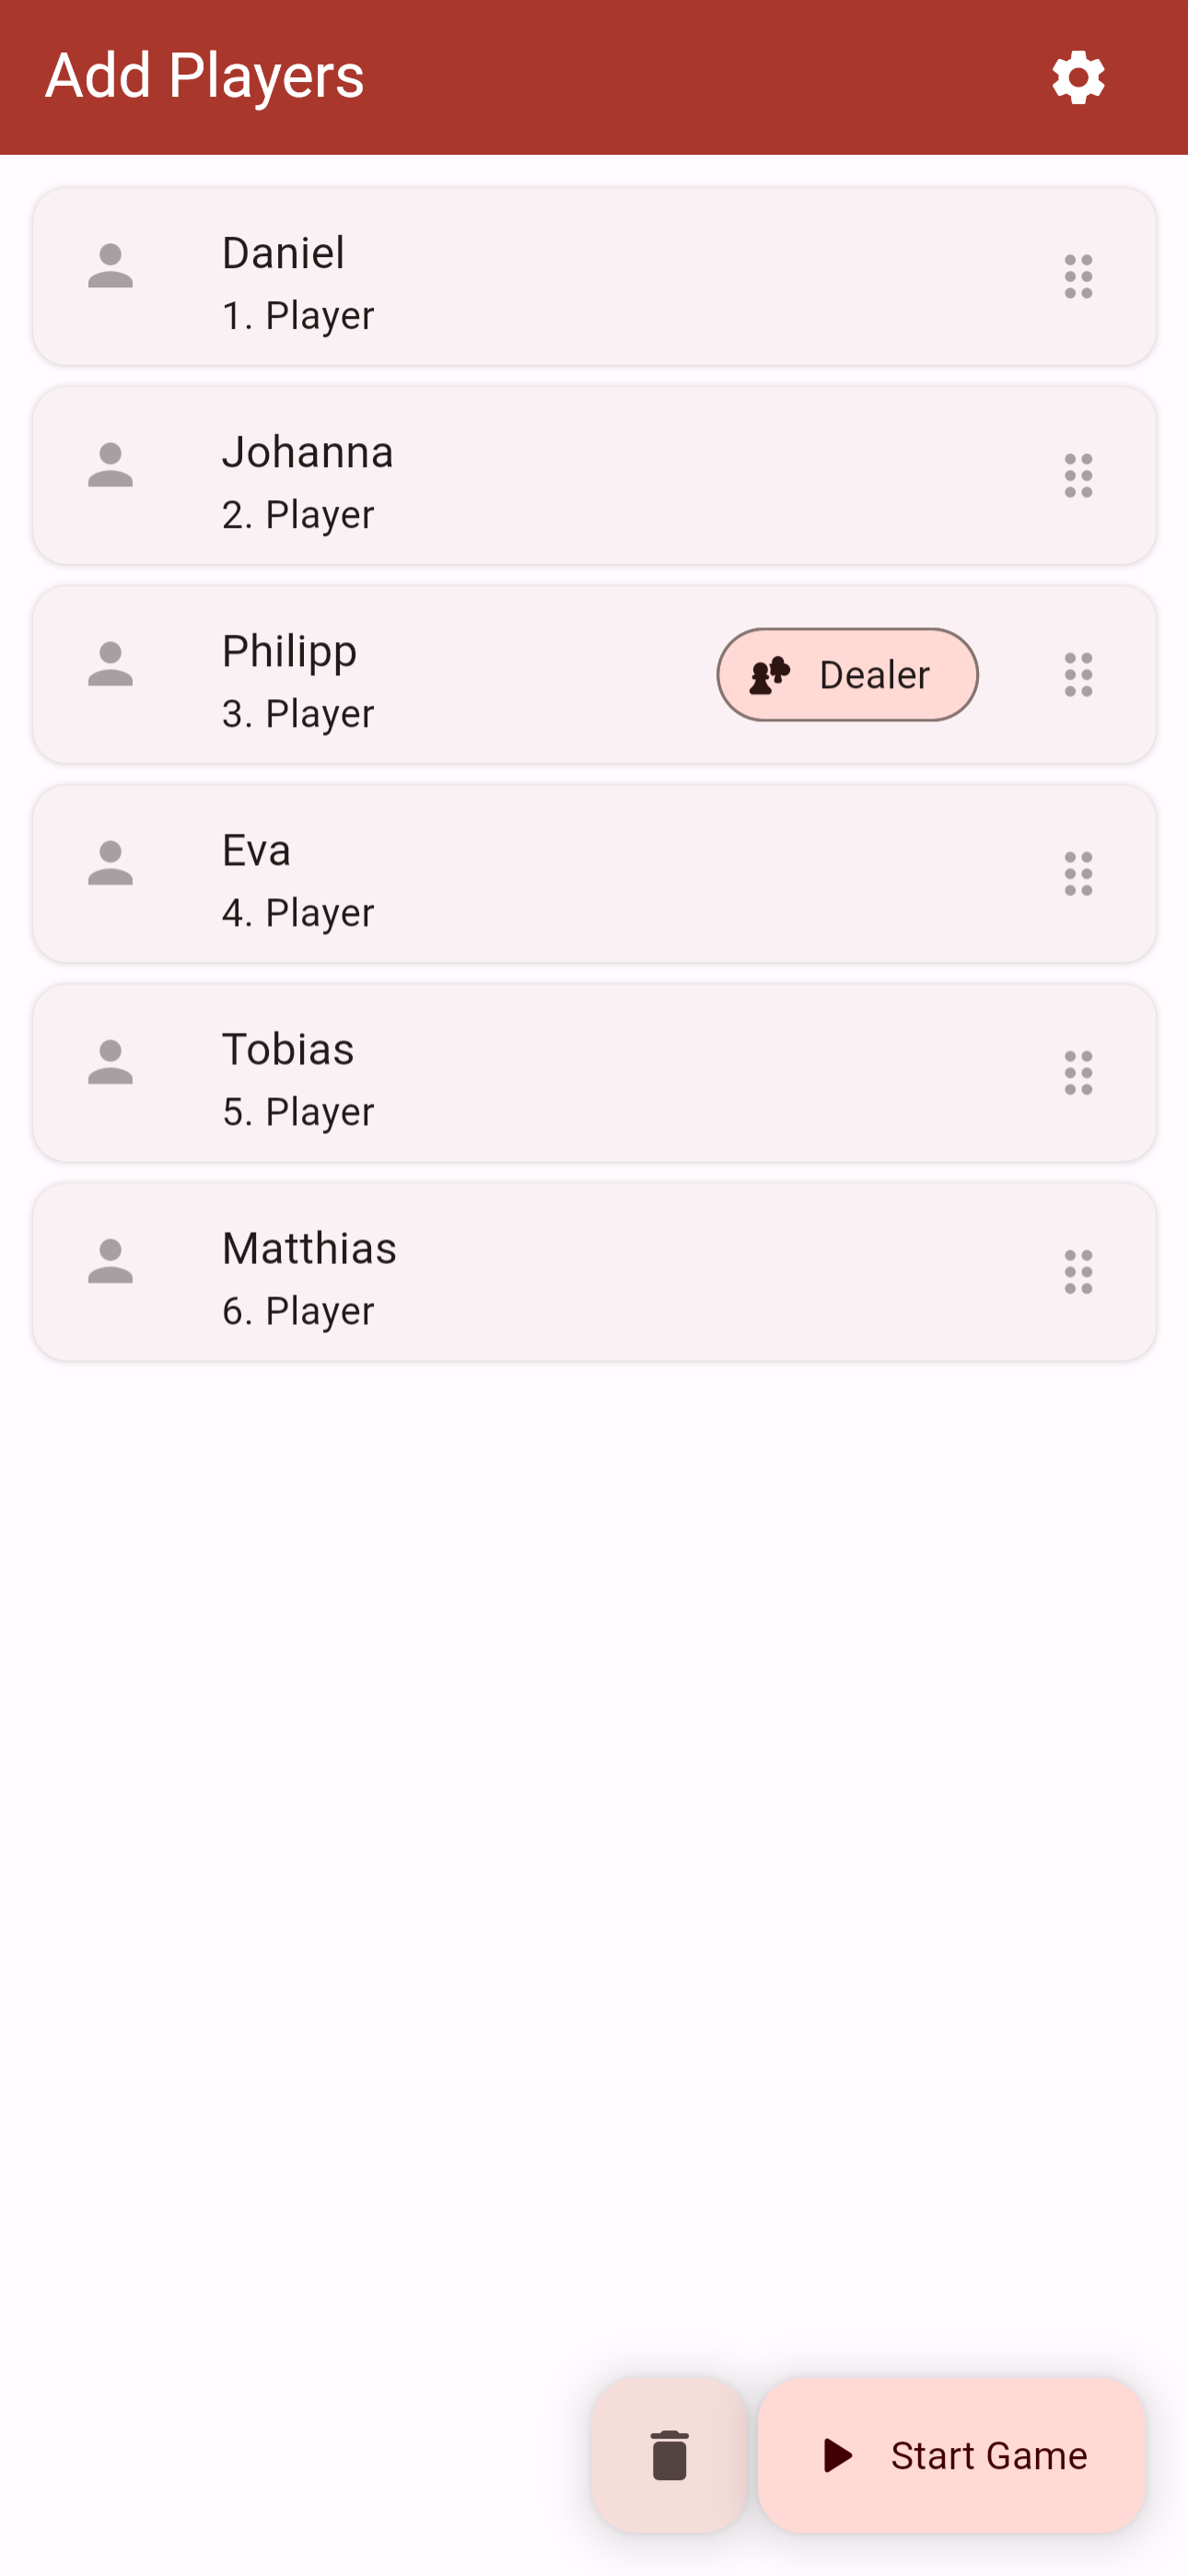 Add Players
Daniel
1. Player
Johanna
2. Player
Philipp
3. Player
Dealer
Eva
4. Player
Tobias
5. Player
Matthias
6. Player
Start Game